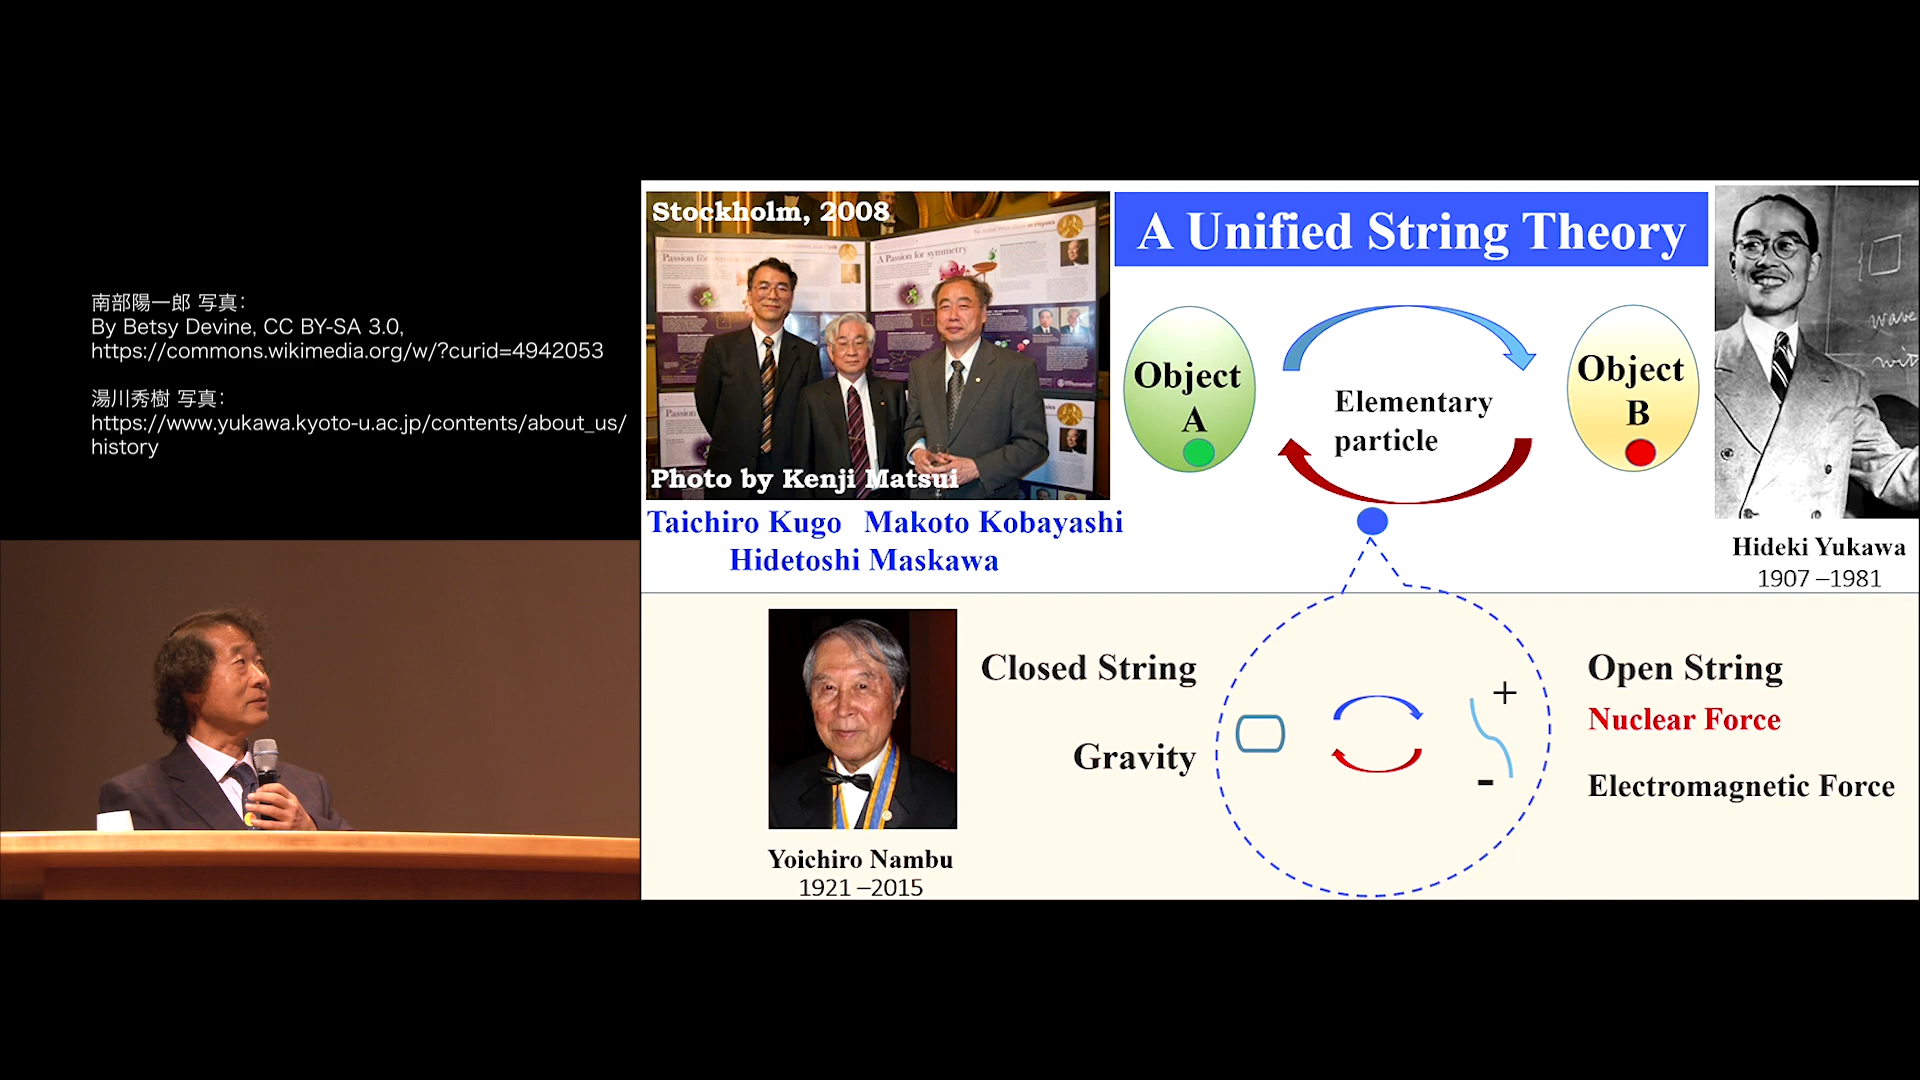 南部陽一郎 写真:
By Betsy Devine, CC BY-SA 3.0,
https://commons.wikimedia.org/w/?curid=4942053
湯川秀樹 写真:
https://www.yukawa.kyoto-u.ac.jp/contents/about_us/
history
Stockholm, 2008
A Passion for symmetry
Photo by Kenji Matsui
Taichiro Kugo Makoto Kobayashi
Hidetoshi Maskawa
A Unified String Theory
Object
A
Elementary
particle
Object
B
Hideki Yukawa
1907 –1981
Yoichiro Nambu
1921 –2015
Closed String
Gravity
+
-
Open String
Nuclear Force
Electromagnetic Force